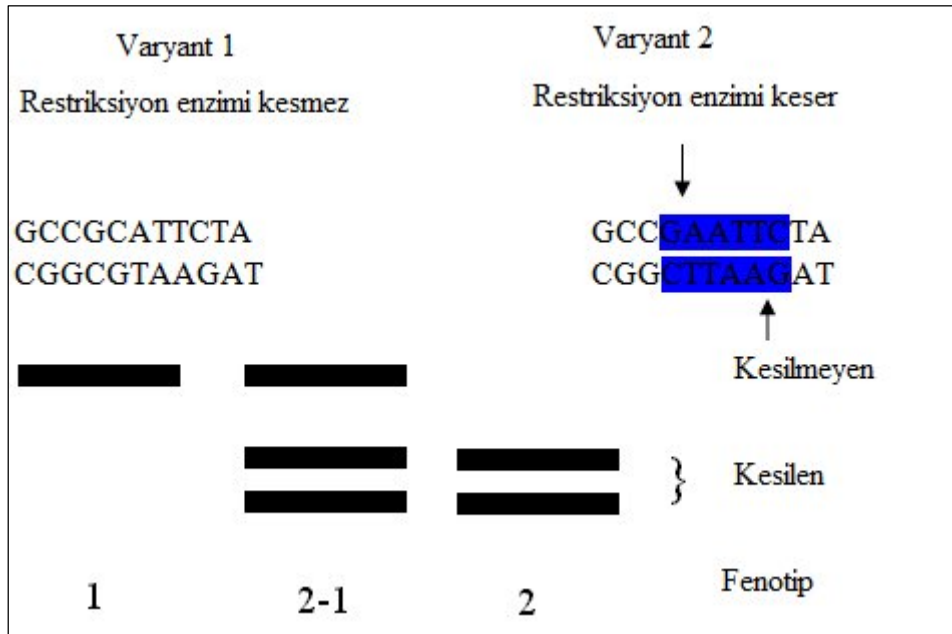 Varyant 1
Restriksiyon enzimi kesmez
Varyant 2
Restriksiyon enzimi keser
GCCGCATTCTA
CGGCGTAAGAT
GCCGAATTCTA
CGGCTTAAGAT
Kesilmeyen
} Kesilen
1 2-1 2 Fenotip